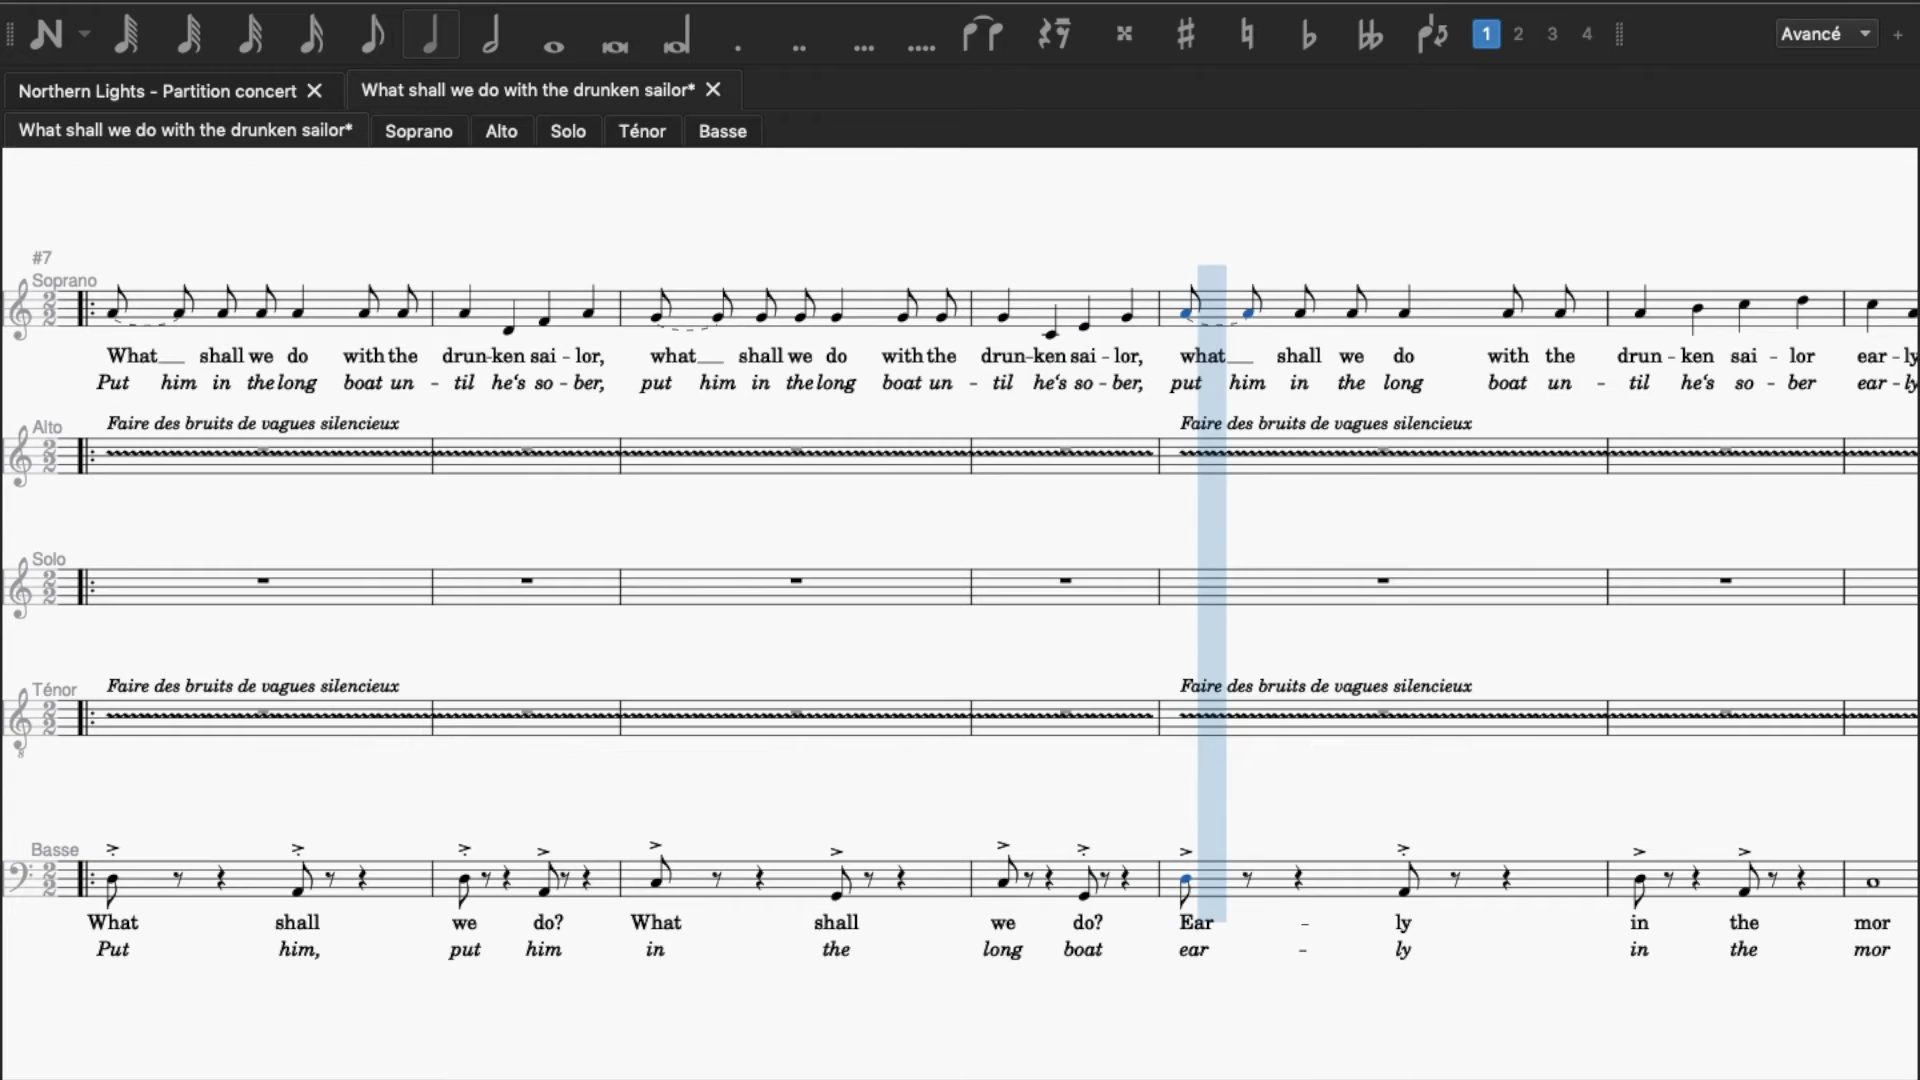 1 2 3 4 Avancé +
Northern Lights - Partition concert What shall we do with the drunken sailor*
What shall we do with the drunken sailor* Soprano Alto Solo Ténor Basse
#7
Soprano
What shall we do with the drun-ken sai - lor, what shall we do with the drun-ken sai - lor, what shall we do with the drun - ken sai - lor ear - ly
Put him in the long boat un - til he's so - ber, put him in the long boat un - til he's so - ber, put him in the long boat un - til he's so - ber ear - ly
Faire des bruits de vagues silencieux Faire des bruits de vagues silencieux
Alto
Solo
Faire des bruits de vagues silencieux Faire des bruits de vagues silencieux
Ténor
Basse
What shall we do? What shall we do? Ear - ly in the mor
Put him, put him in the long boat ear - ly in the mor